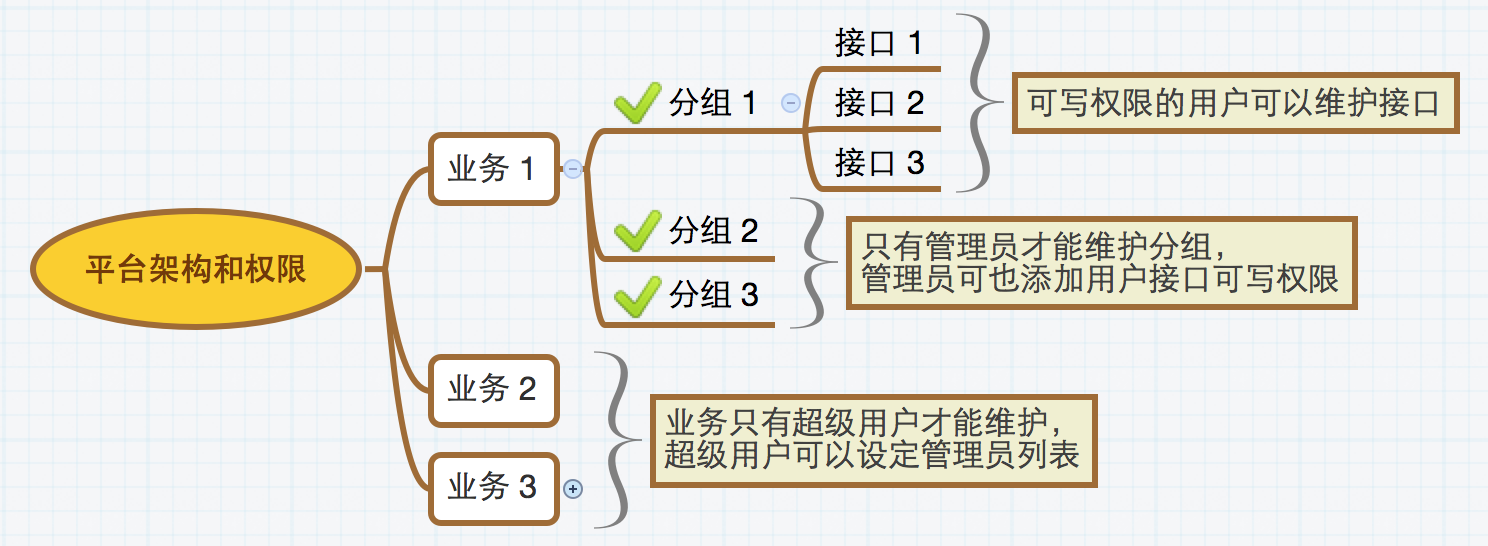 平台架构和权限
业务 1
分组 1
接口 1
接口 2
接口 3
可写权限的用户可以维护接口
分组 2
分组 3
只有管理员才能维护分组，
管理员可也添加用户接口可写权限
业务 2
业务 3
业务只有超级用户才能维护，
超级用户可以设定管理员列表